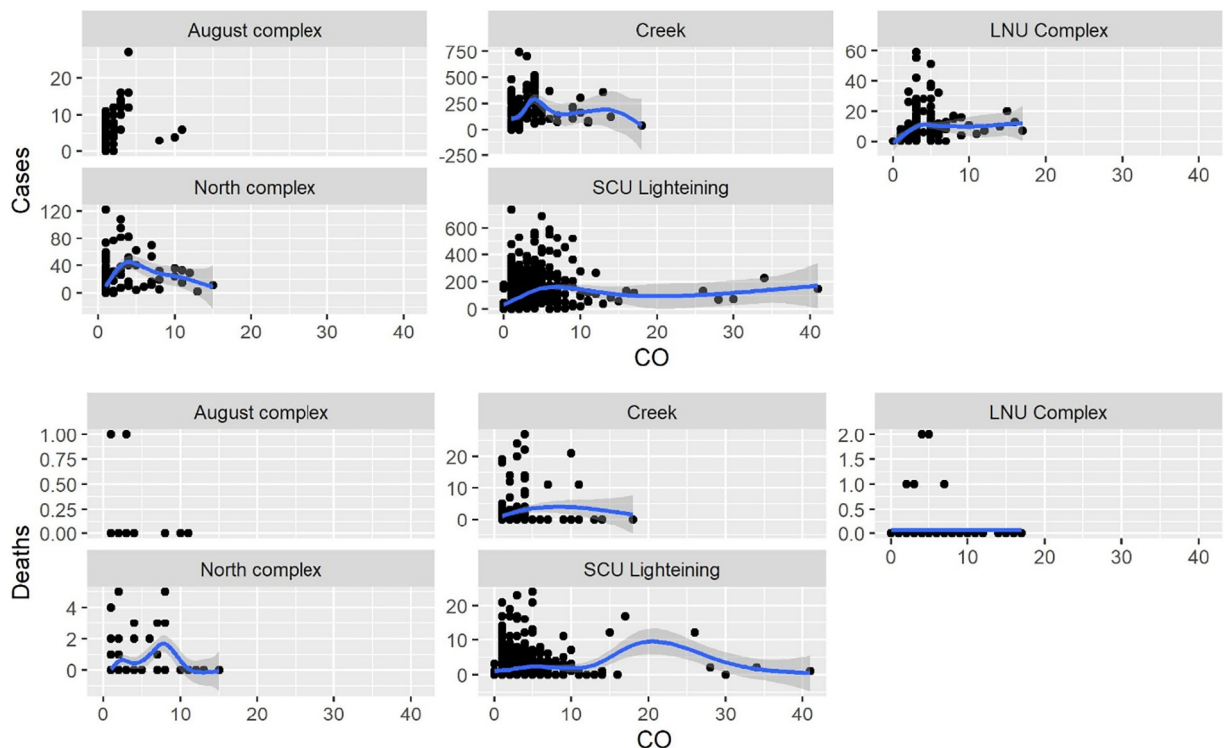 August complex
Creek
LNU Complex
20
10
0
750
500
250
0
-250
60
40
20
0
Cases
North complex
SCU Lighteining
0 10 20 30 40
120
80
40
0
600
400
200
0
0 10 20 30 40
0 10 20 30 40
CO
August complex
Creek
LNU Complex
1.00
0.75
0.50
0.25
0.00
20
10
0
2.0
1.5
1.0
0.5
0.0
Deaths
North complex
SCU Lighteining
0 10 20 30 40
4
2
0
20
10
0
0 10 20 30 40
0 10 20 30 40
CO